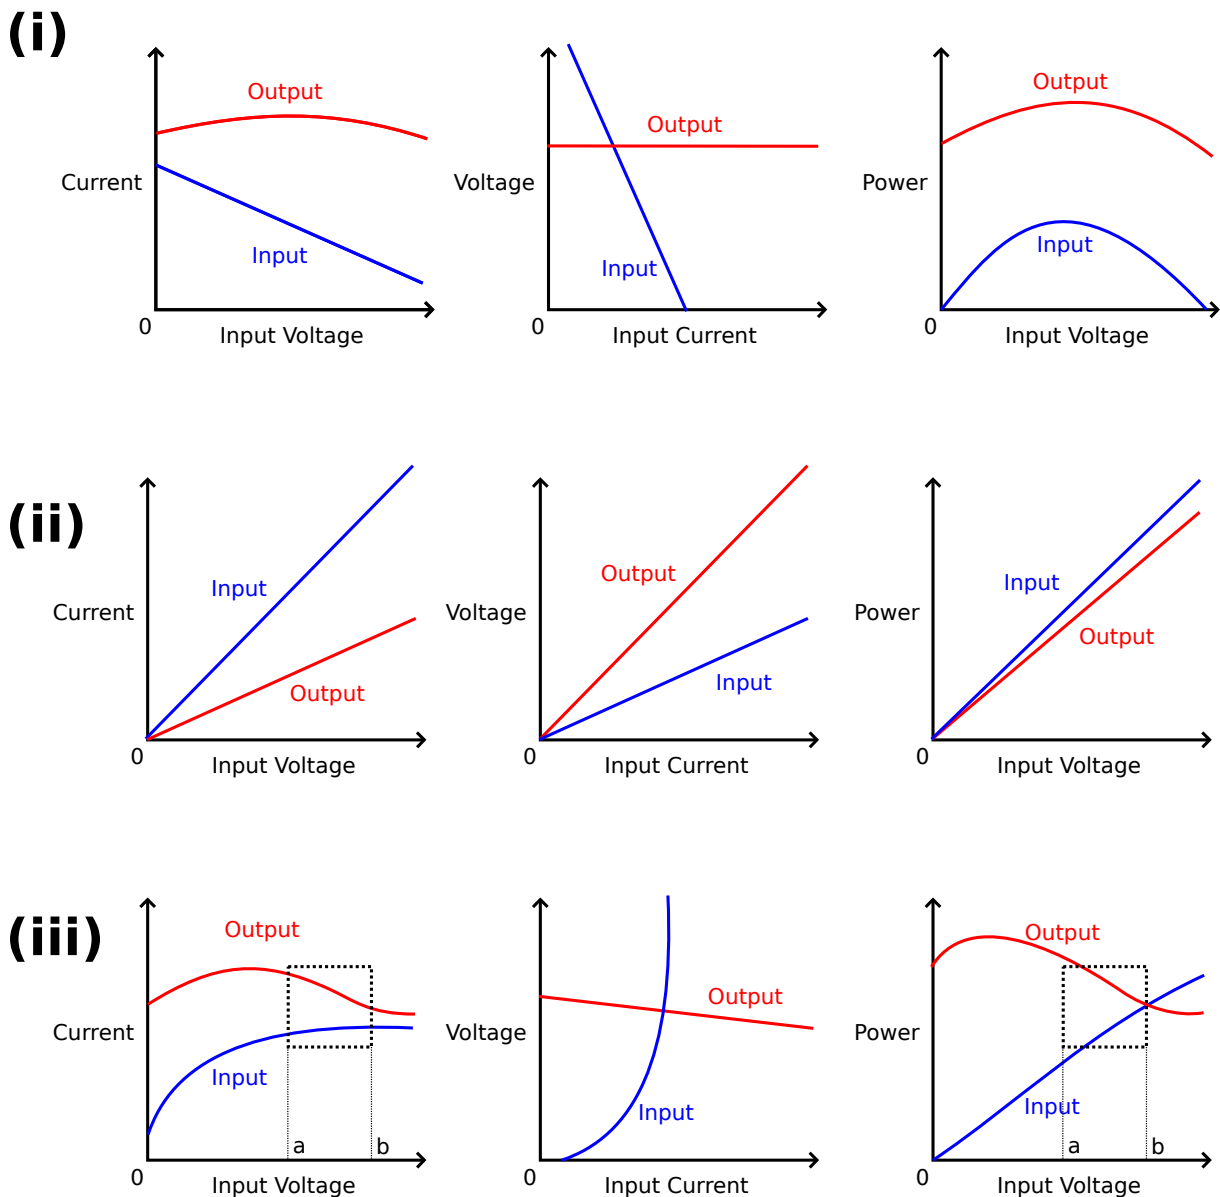 (i)
Output
Current
Input
0
Input Voltage
Output
Voltage
Input
0
Input Current
Output
Power
Input
0
Input Voltage
(ii)
Input
Current
Output
0
Input Voltage
Output
Voltage
Input
0
Input Current
Input
Power
Output
0
Input Voltage
(iii)
Output
Current
Input
a
b
0
Input Voltage
Output
Voltage
Input
0
Input Current
Output
Power
Input
a
b
0
Input Voltage